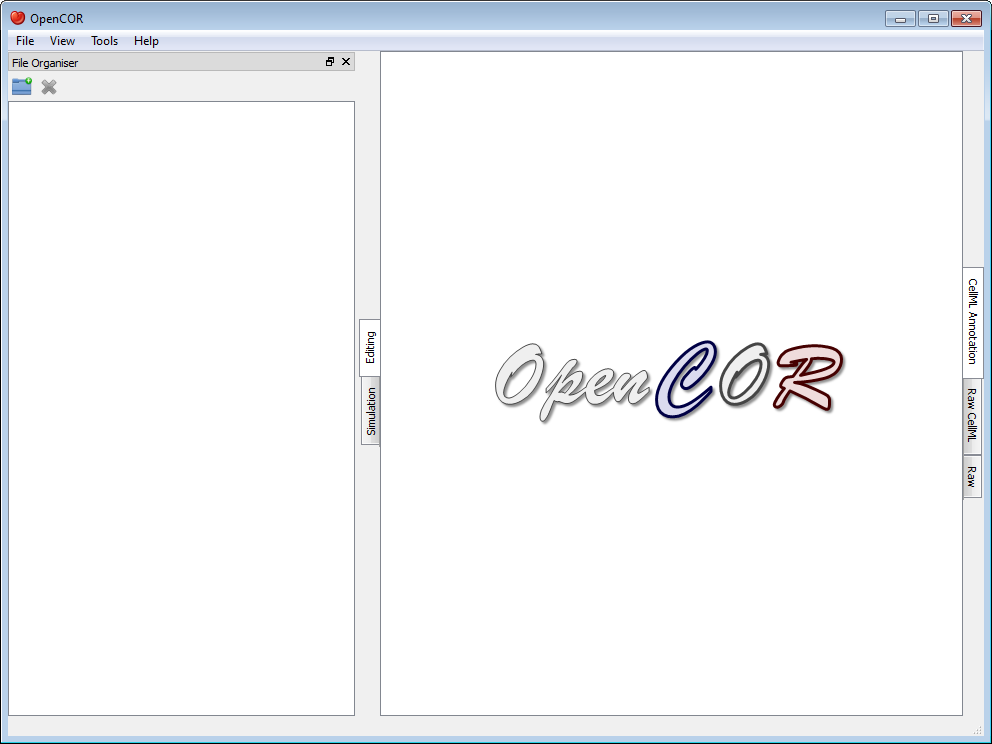 OpenCOR
File View Tools Help
File Organiser
Editing
Simulation
OpenCOR
CellML Annotation
Raw CellML
Raw